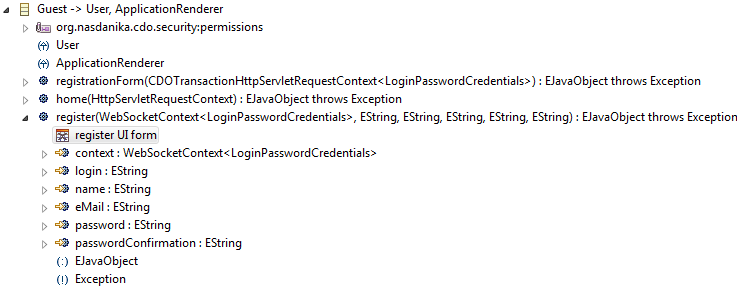 Guest -> User, ApplicationRenderer
org.nasdanika.cdo.security:permissions
User
ApplicationRenderer
registrationForm(CDOTransactionHttpServletRequestContext<LoginPasswordCredentials>) : EJavaObject throws Exception
home(HttpServletRequestContext) : EJavaObject throws Exception
register(WebSocketContext<LoginPasswordCredentials>, EString, EString, EString, EString, EString) : EJavaObject throws Exception
register UI form
context : WebSocketContext<LoginPasswordCredentials>
login : EString
name : EString
eMail : EString
password : EString
passwordConfirmation : EString
EJavaObject
Exception